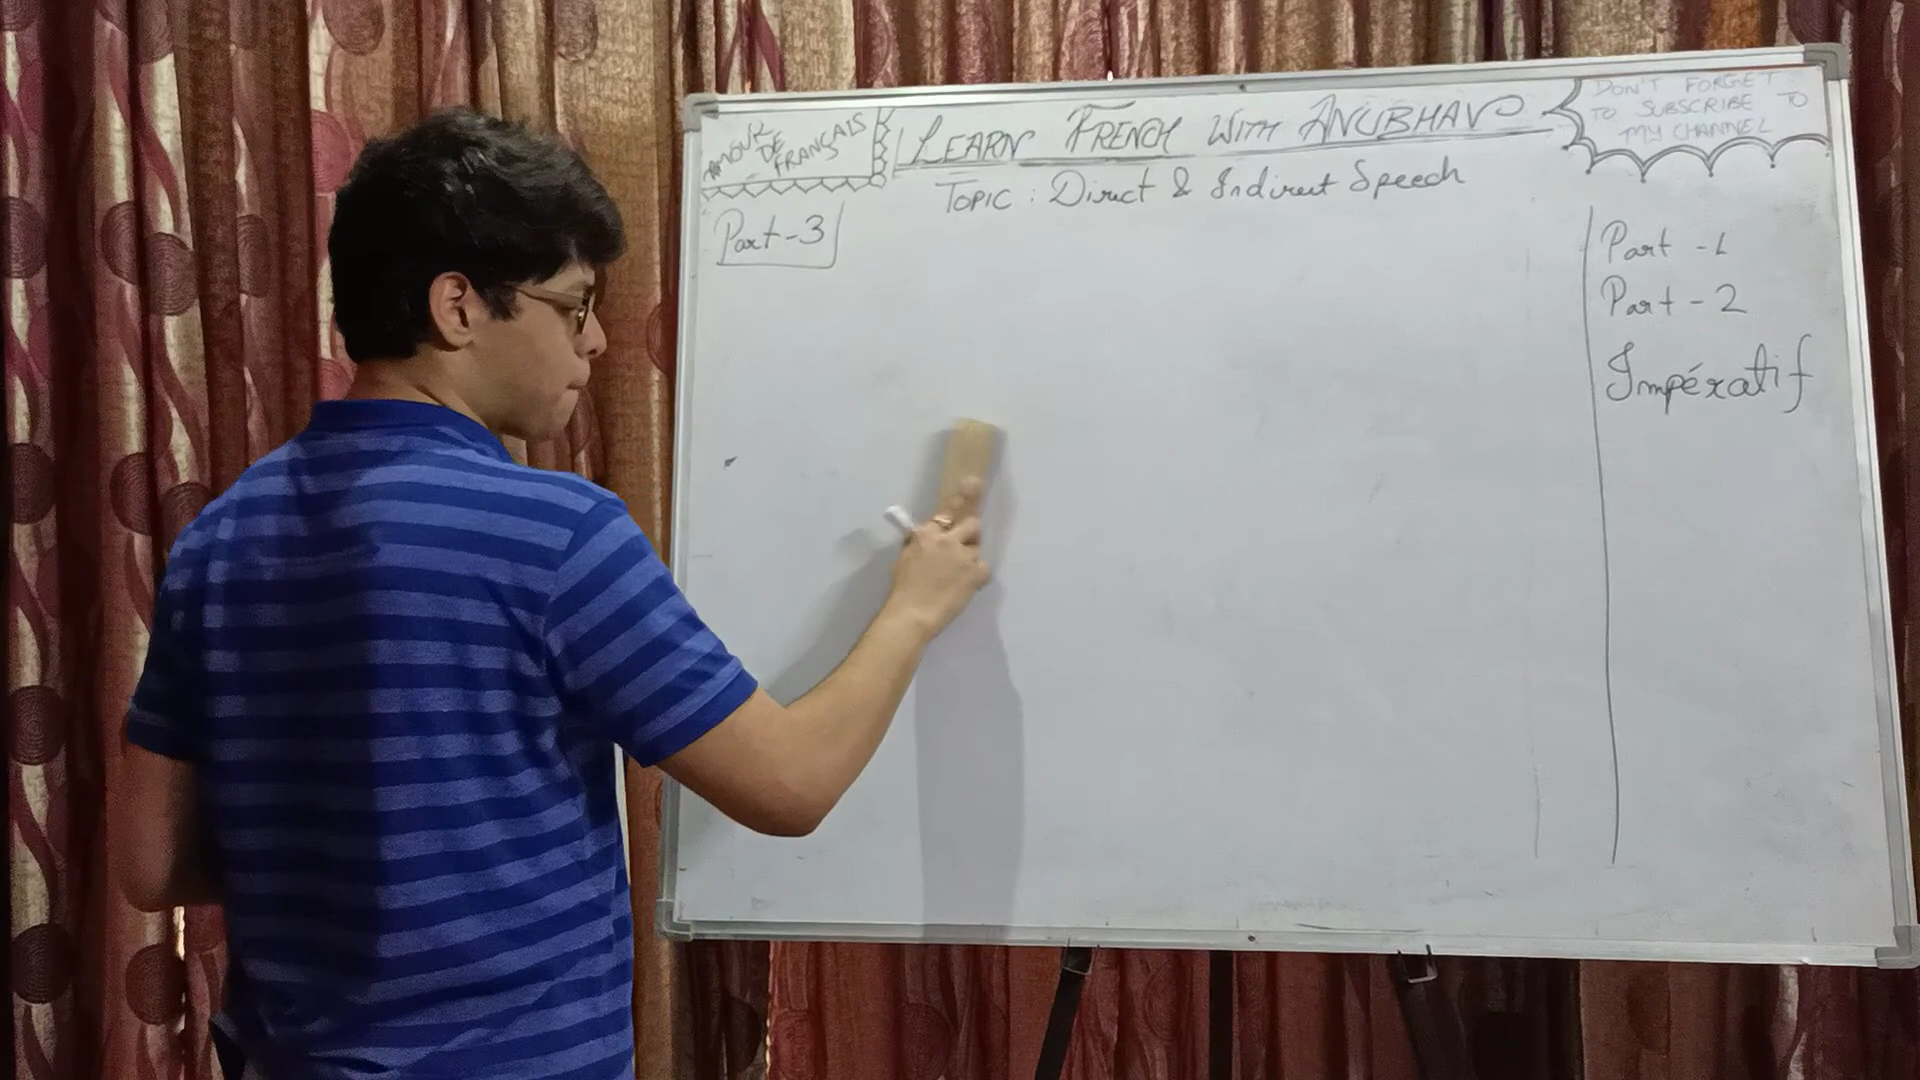 AMOUR
DE
FRANÇAIS
LEARN FRENCH WITH ANUBHAV
DON'T FORGET
TO SUBSCRIBE TO
MY CHANNEL
TOPIC : Direct & Indirect Speech
Part-3
Part - 1
Part - 2
Impératif